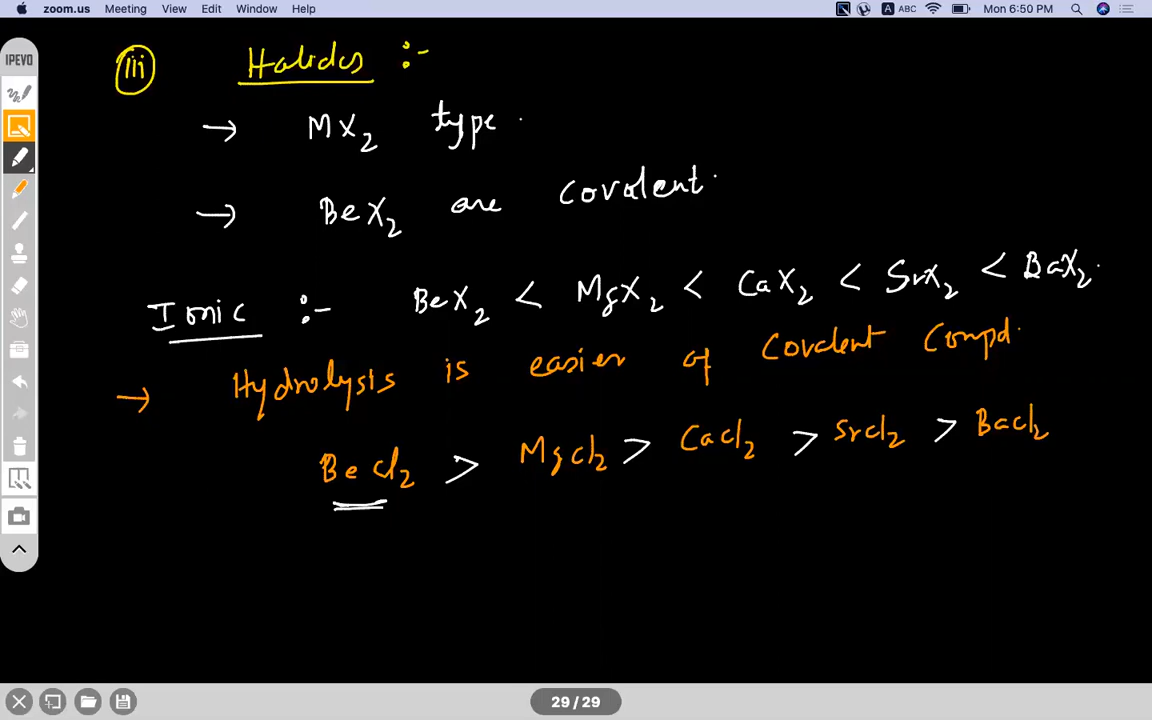 zoom.us Meeting View Edit Window Help A ABC Mon 6:50 PM
IPEVO
(iii) Halides :-
→ MX₂ type .
→ BeX₂ are covalent .
Ionic :- BeX₂ < MgX₂ < CaX₂ < SrX₂ < BaX₂ .
→ Hydrolysis is easier of Covalent Compd .
BeCl₂ > MgCl₂ > CaCl₂ > SrCl₂ > BaCl₂
29 / 29